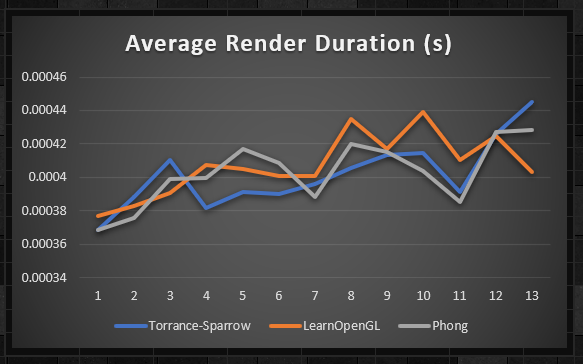 Average Render Duration (s)
0.00046
0.00044
0.00042
0.0004
0.00038
0.00036
0.00034
1 2 3 4 5 6 7 8 9 10 11 12 13
Torrance-Sparrow LearnOpenGL Phong